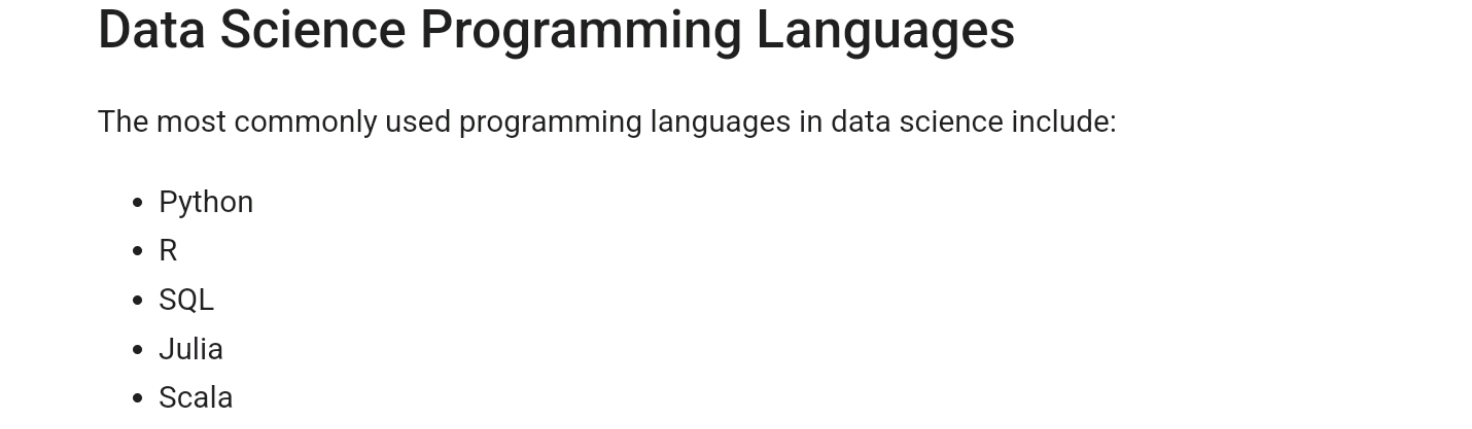 Data Science Programming Languages
The most commonly used programming languages in data science include:
• Python
• R
• SQL
• Julia
• Scala